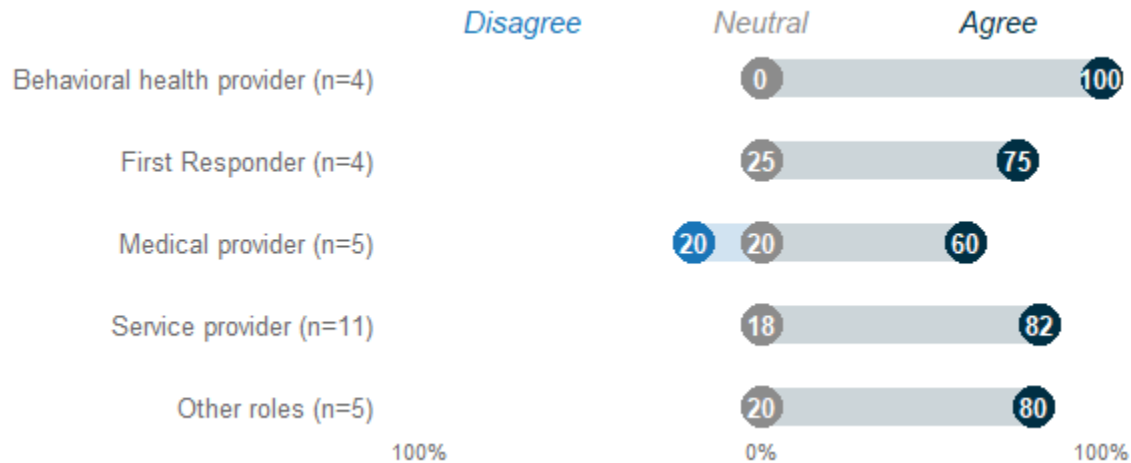 Disagree Neutral Agree
Behavioral health provider (n=4) 0 100
First Responder (n=4) 25 75
Medical provider (n=5) 20 20 60
Service provider (n=11) 18 82
Other roles (n=5) 20 80
100% 0% 100%